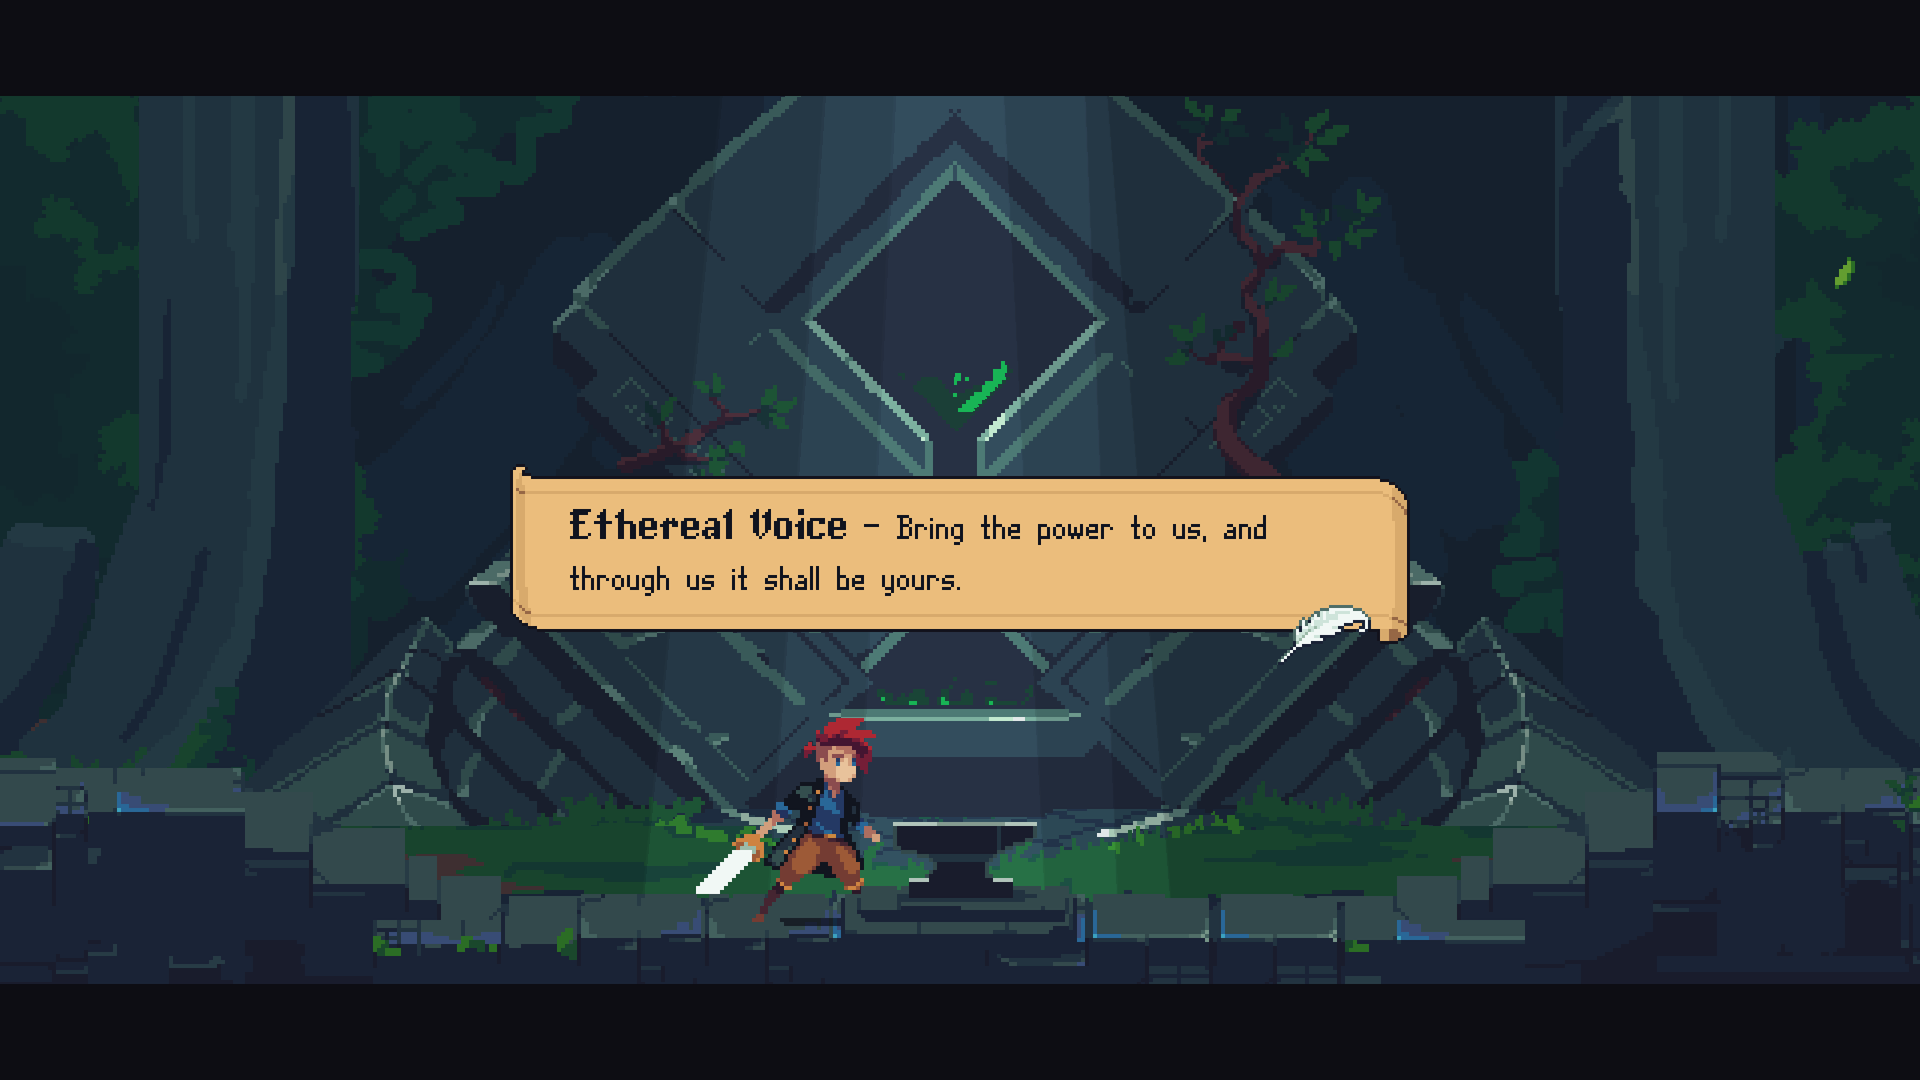 Ethereal Voice - Bring the power to us, and
through us it shall be yours.